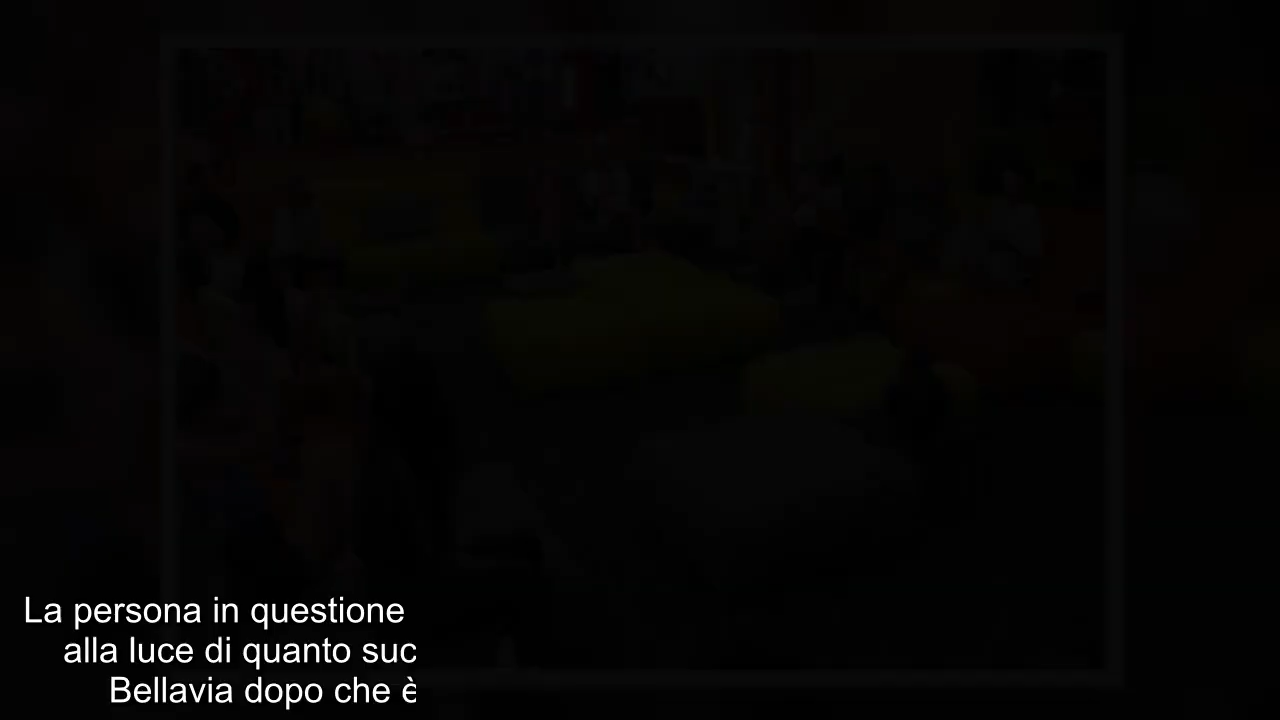 La persona in questione
alla luce di quanto suc
Bellavia dopo che è